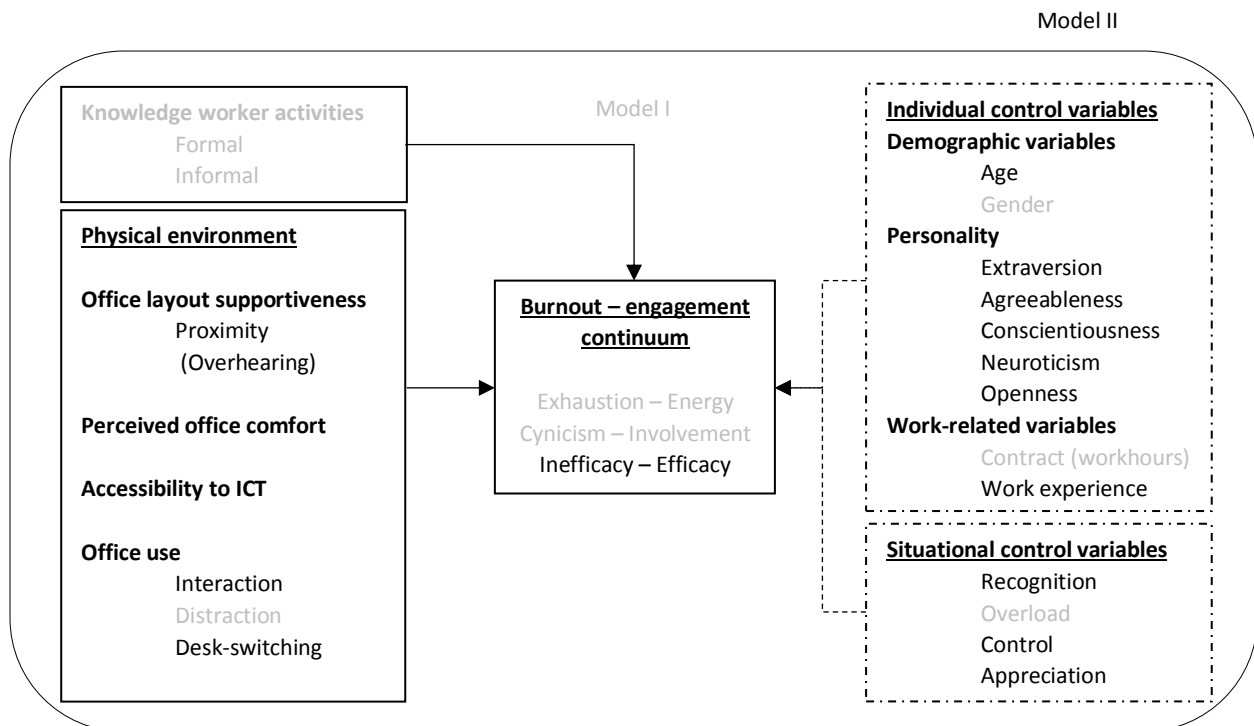 Model II
Knowledge worker activities
Formal
Informal
Model I
Physical environment
Office layout supportiveness
Proximity
(Overhearing)
Perceived office comfort
Accessibility to ICT
Office use
Interaction
Distraction
Desk-switching
Burnout – engagement
continuum
Exhaustion – Energy
Cynicism – Involvement
Inefficacy – Efficacy
Individual control variables
Demographic variables
Age
Gender
Personality
Extraversion
Agreeableness
Conscientiousness
Neuroticism
Openness
Work-related variables
Contract (workhours)
Work experience
Situational control variables
Recognition
Overload
Control
Appreciation